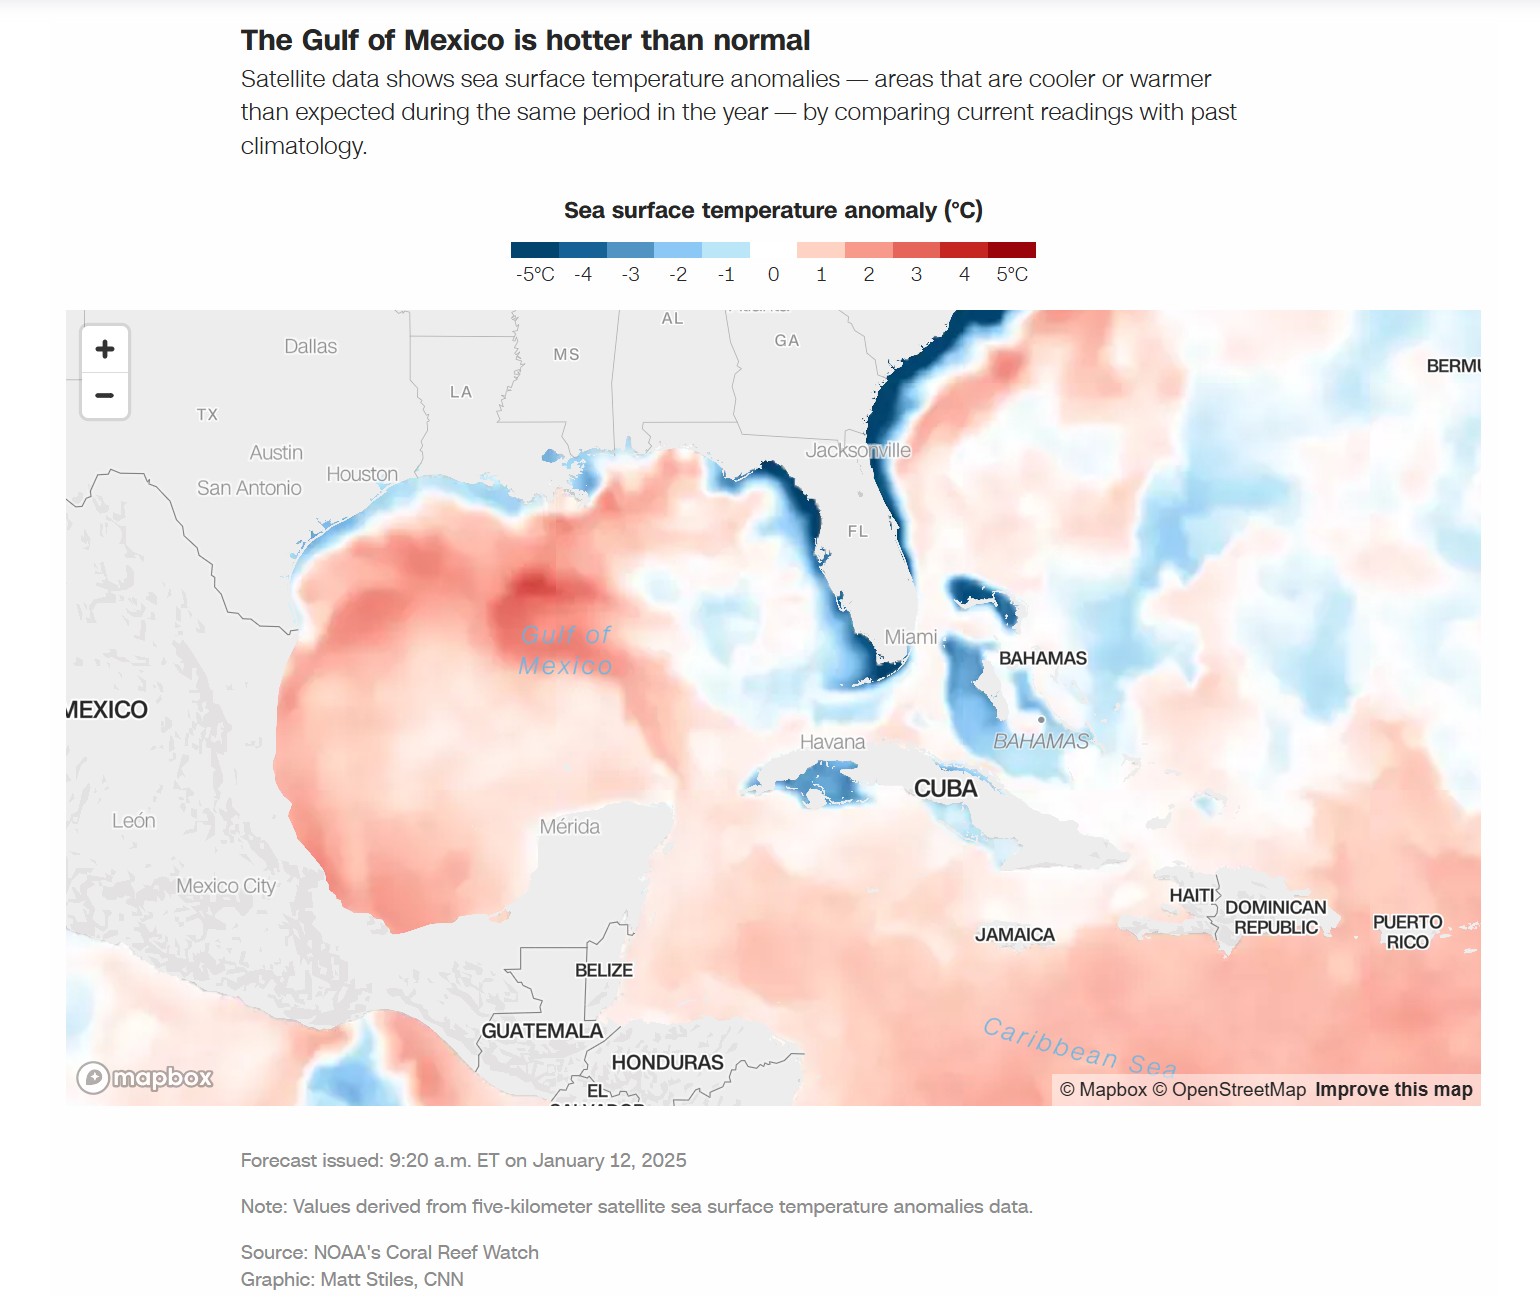 The Gulf of Mexico is hotter than normal
Satellite data shows sea surface temperature anomalies — areas that are cooler or warmer
than expected during the same period in the year — by comparing current readings with past
climatology.
Sea surface temperature anomaly (°C)
-5°C -4 -3 -2 -1 0 1 2 3 4 5°C
+
−
AL
Dallas
MS
GA
BERMU
LA
TX
Austin
Jacksonville
Houston
San Antonio
FL
Gulf of
Mexico
Miami
BAHAMAS
MEXICO
Havana
BAHAMAS
CUBA
León
Mérida
Mexico City
HAITI
DOMINICAN
REPUBLIC
PUERTO
RICO
JAMAICA
BELIZE
GUATEMALA
Caribbean Sea
HONDURAS
mapbox
EL
© Mapbox © OpenStreetMap Improve this map
Forecast issued: 9:20 a.m. ET on January 12, 2025
Note: Values derived from five-kilometer satellite sea surface temperature anomalies data.
Source: NOAA's Coral Reef Watch
Graphic: Matt Stiles, CNN